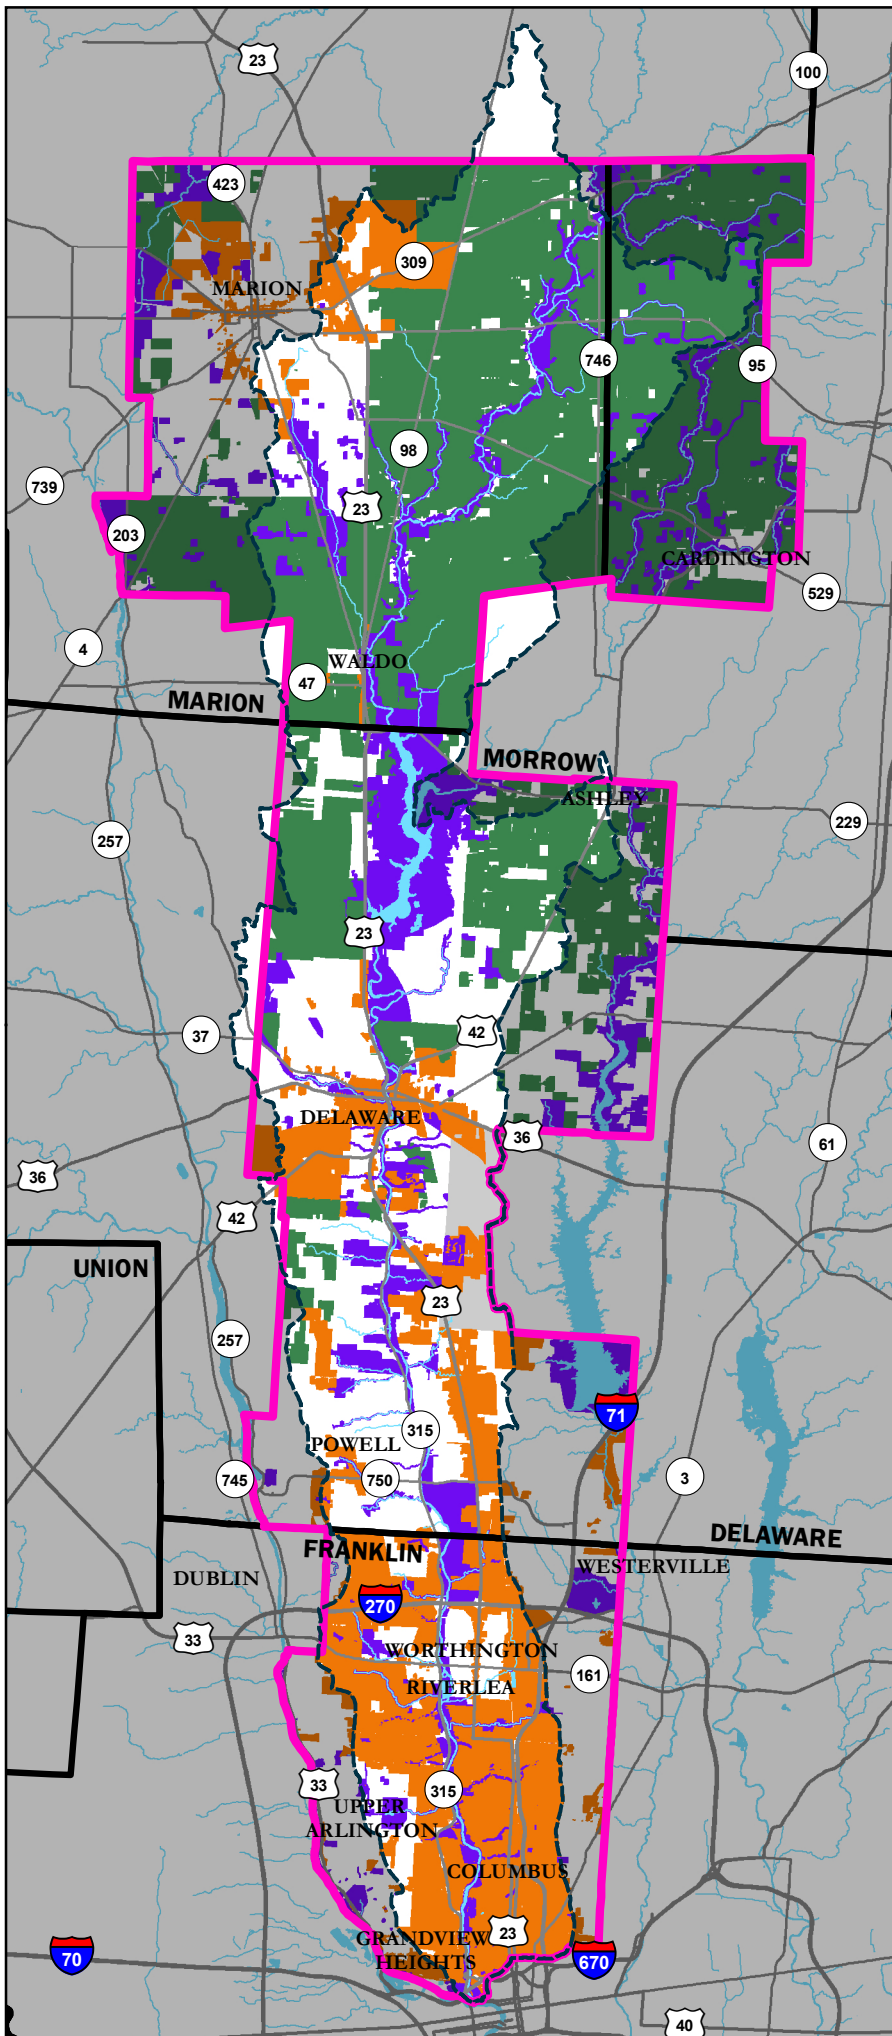 23
100
423
309
MARION
746
95
98
739
23
203
CARDINGTON
529
4
WALDO
47
MARION
MORROW
ASHLEY
229
257
23
42
37
DELAWARE
36
61
36
42
UNION
23
257
71
315
POWELL
750
745
3
DELAWARE
FRANKLIN
WESTERVILLE
DUBLIN
270
33
WORTHINGTON
161
RIVERLEA
33
315
UPPER
ARLINGTON
COLUMBUS
23
GRANDVIEW
HEIGHTS
70
670
40